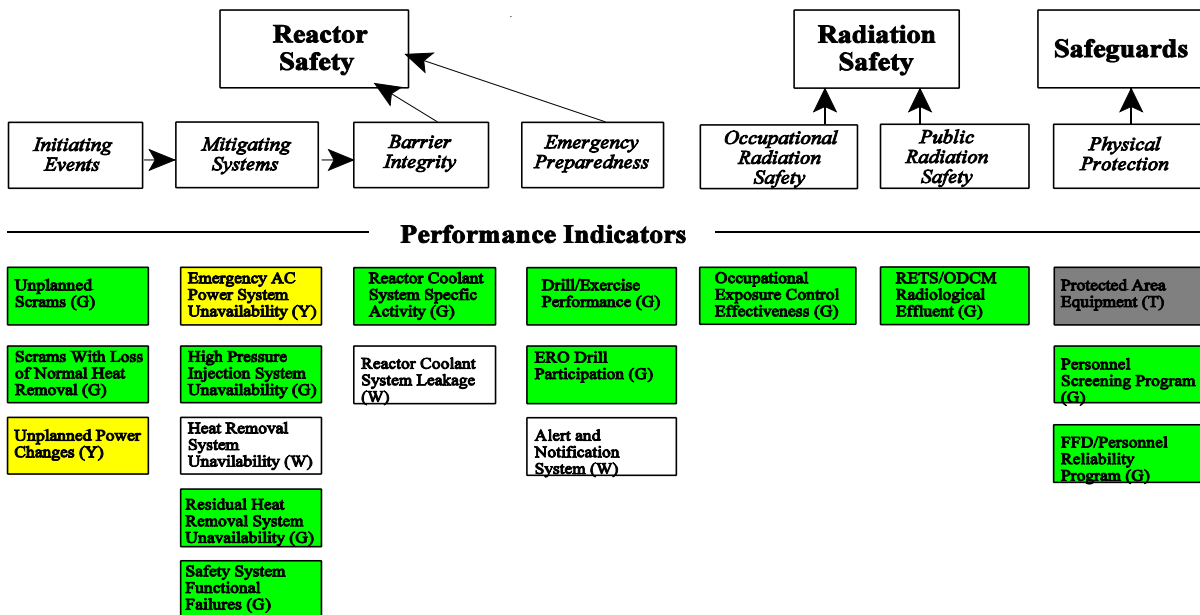 Reactor
Safety
Radiation
Safety
Safeguards
Initiating
Events
Mitigating
Systems
Barrier
Integrity
Emergency
Preparedness
Occupational
Radiation
Safety
Public
Radiation
Safety
Physical
Protection
Performance Indicators
Unplanned
Scrams (G)
Emergency AC
Power System
Unavailability (Y)
Reactor Coolant
System Specfic
Activity (G)
Drill/Exercise
Performance (G)
Occupational
Exposure Control
Effectiveness (G)
RETS/ODCM
Radiological
Effluent (G)
Protected Area
Equipment (T)
Scrams With Loss
of Normal Heat
Removal (G)
High Pressure
Injection System
Unavailability (G)
Reactor Coolant
System Leakage
(W)
ERO Drill
Participation (G)
Personnel
Screening Program
(G)
Unplanned Power
Changes (Y)
Heat Removal
System
Unavilability (W)
Alert and
Notification
System (W)
FFD/Personnel
Reliability
Program (G)
Residual Heat
Removal System
Unavailability (G)
Safety System
Functional
Failures (G)